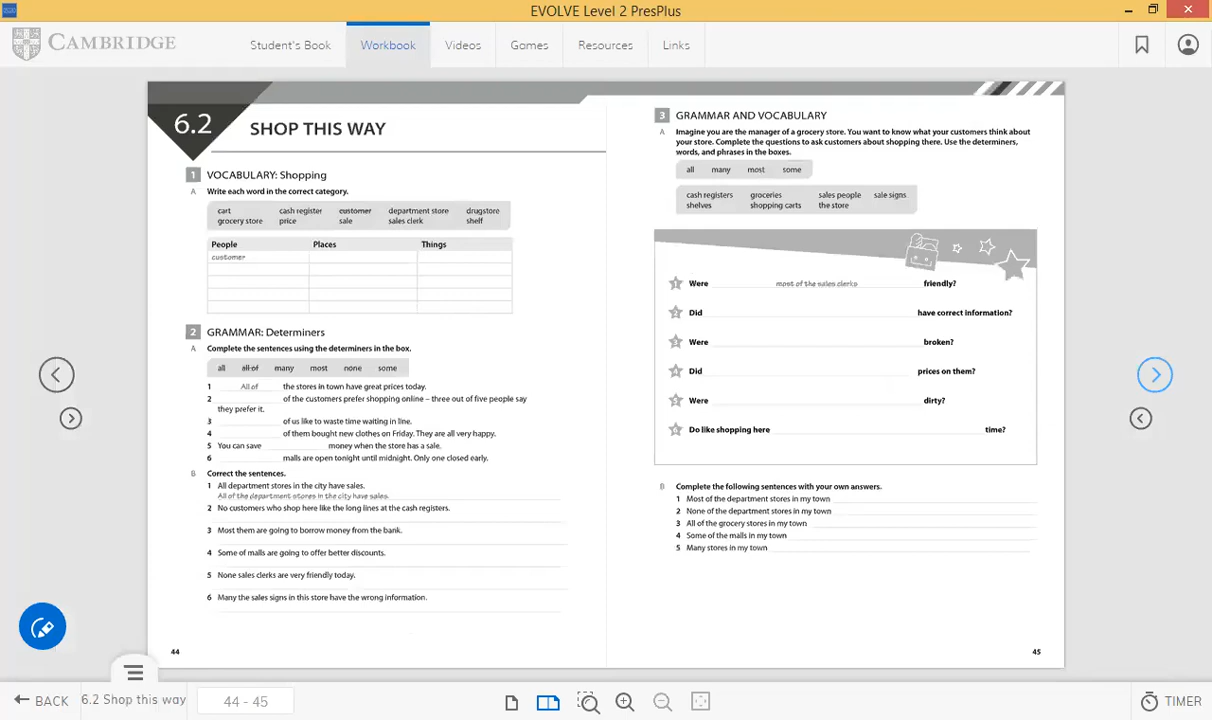 EVOLVE Level 2 PresPlus
CAMBRIDGE
Student's Book
Workbook
Videos
Games
Resources
Links
6.2
SHOP THIS WAY
1 VOCABULARY: Shopping
A Write each word in the correct category.
cart cash register customer department store drugstore
grocery store price sale sales clerk shelf
People Places Things
customer
2 GRAMMAR: Determiners
A Complete the sentences using the determiners in the box.
all all of many most none some
1 All of the stores in town have great prices today.
2 of the customers prefer shopping online – three out of five people say
they prefer it.
3 of us like to waste time waiting in line.
4 of them bought new clothes on Friday. They are all very happy.
5 You can save money when the store has a sale.
6 malls are open tonight until midnight. Only one closed early.
B Correct the sentences.
1 All department stores in the city have sales.
All of the department stores in the city have sales.
2 No customers who shop here like the long lines at the cash registers.
3 Most them are going to borrow money from the bank.
4 Some of malls are going to offer better discounts.
5 None sales clerks are very friendly today.
6 Many the sales signs in this store have the wrong information.
44
3 GRAMMAR AND VOCABULARY
A Imagine you are the manager of a grocery store. You want to know what your customers think about
your store. Complete the questions to ask customers about shopping there. Use the determiners,
words, and phrases in the boxes.
all many most some
cash registers groceries sales people sale signs
shelves shopping carts the store
1 Were most of the sales clerks friendly?
2 Did have correct information?
3 Were broken?
4 Did prices on them?
5 Were dirty?
6 Do like shopping here time?
B Complete the following sentences with your own answers.
1 Most of the department stores in my town
2 None of the department stores in my town
3 All of the grocery stores in my town
4 Some of the malls in my town
5 Many stores in my town
45
BACK
6.2 Shop this way
44 - 45
TIMER